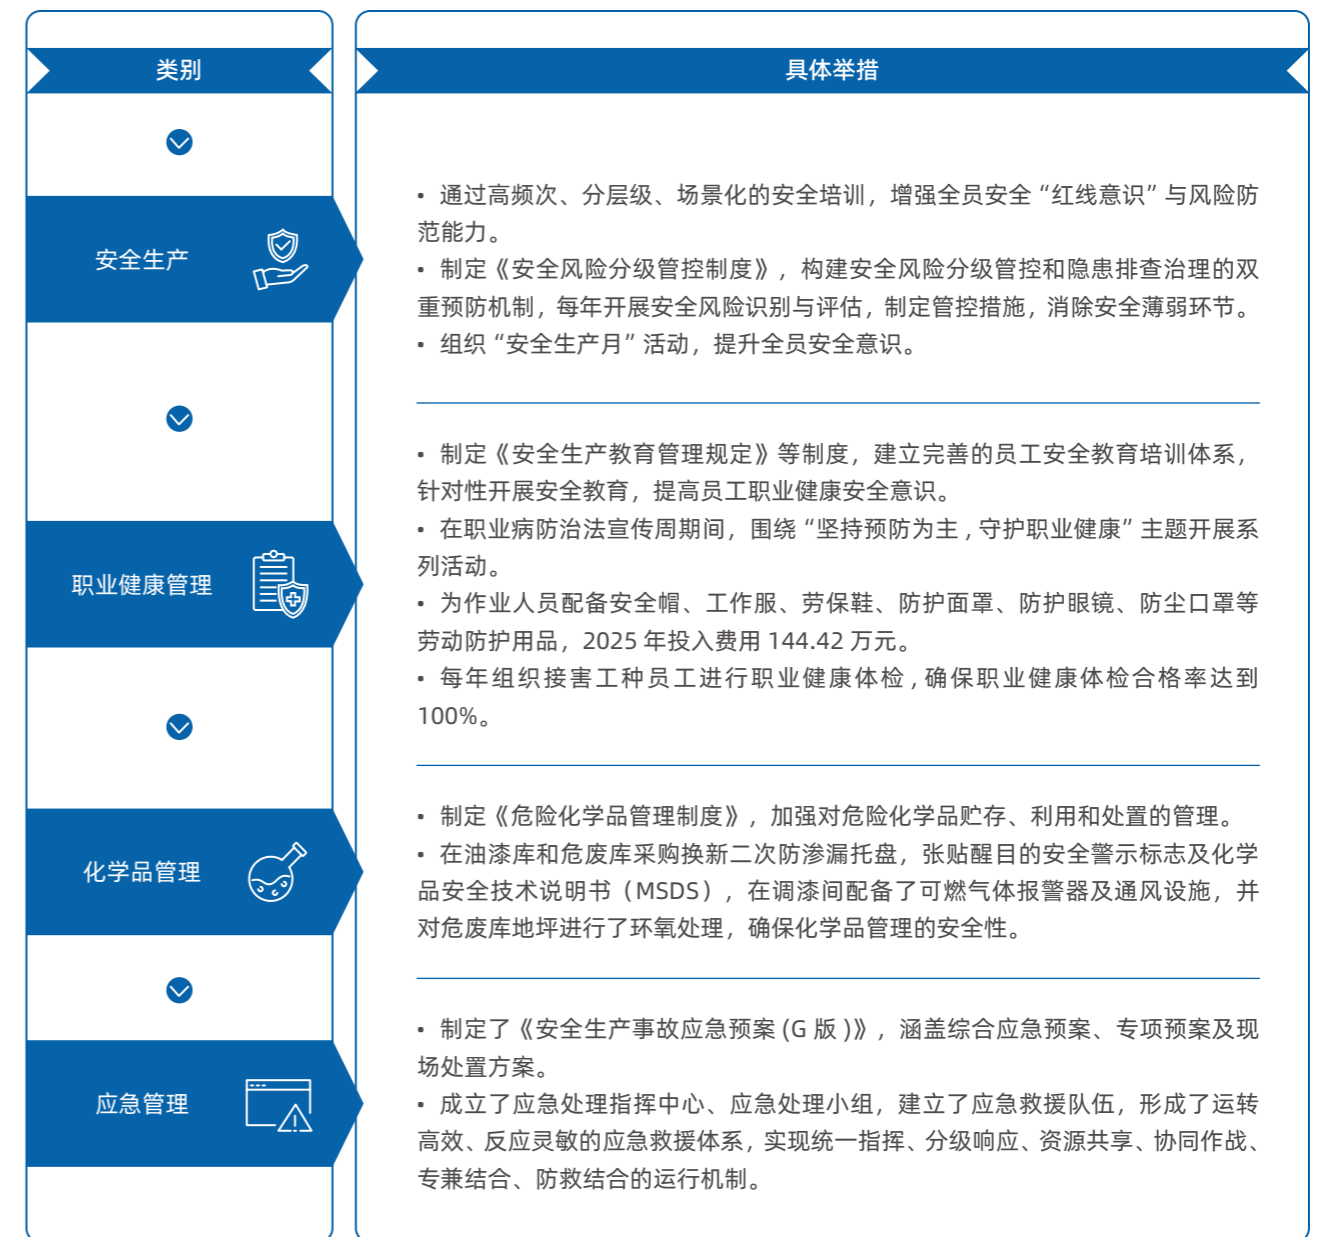 类别
具体举措
安全生产
• 通过高频次、分层级、场景化的安全培训，增强全员安全“红线意识”与风险防
范能力。
• 制定《安全风险分级管控制度》，构建安全风险分级管控和隐患排查治理的双
重预防机制，每年开展安全风险识别与评估，制定管控措施，消除安全薄弱环节。
• 组织“安全生产月”活动，提升全员安全意识。
职业健康管理
• 制定《安全生产教育管理规定》等制度，建立完善的员工安全教育培训体系，
针对性开展安全教育，提高员工职业健康安全意识。
• 在职业病防治法宣传周期间，围绕“坚持预防为主 , 守护职业健康”主题开展系
列活动。
• 为作业人员配备安全帽、工作服、劳保鞋、防护面罩、防护眼镜、防尘口罩等
劳动防护用品，2025 年投入费用 144.42 万元。
• 每年组织接害工种员工进行职业健康体检 , 确保职业健康体检合格率达到
100%。
化学品管理
• 制定《危险化学品管理制度》，加强对危险化学品贮存、利用和处置的管理。
• 在油漆库和危废库采购换新二次防渗漏托盘，张贴醒目的安全警示标志及化学
品安全技术说明书（MSDS），在调漆间配备了可燃气体报警器及通风设施，并
对危废库地坪进行了环氧处理，确保化学品管理的安全性。
应急管理
• 制定了《安全生产事故应急预案 (G 版 )》，涵盖综合应急预案、专项预案及现
场处置方案。
• 成立了应急处理指挥中心、应急处理小组，建立了应急救援队伍，形成了运转
高效、反应灵敏的应急救援体系，实现统一指挥、分级响应、资源共享、协同作战、
专兼结合、防救结合的运行机制。